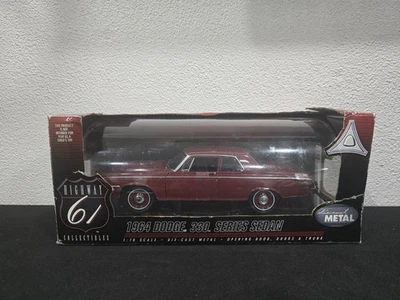 HIGHWAY
61
COLLECTIBLES
1964 DODGE 330 SERIES SEDAN
1:18 SCALE • DIE-CAST METAL • OPENING HOOD, DOORS & TRUNK
METAL